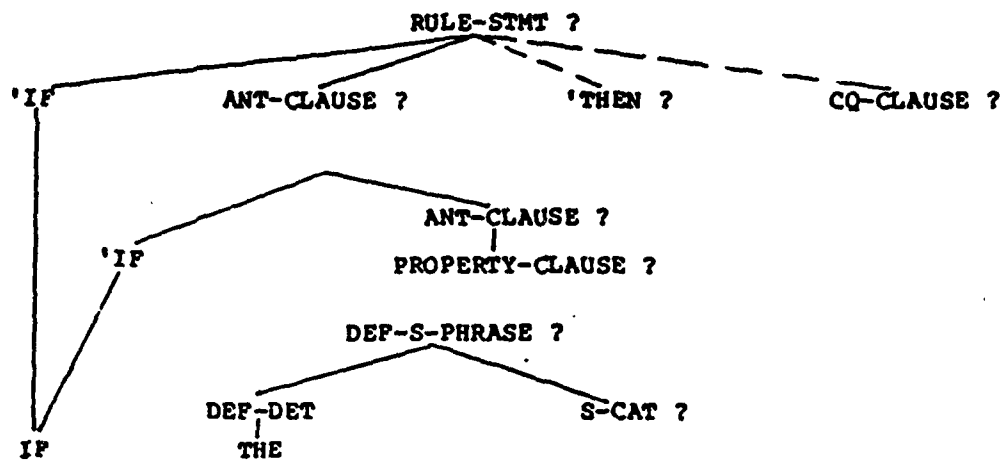 RULE-STMT ?
'IF ANT-CLAUSE ? 'THEN ? CQ-CLAUSE ?
ANT-CLAUSE ?
'IF PROPERTY-CLAUSE ?
DEF-S-PHRASE ?
DEF-DET S-CAT ?
IF THE